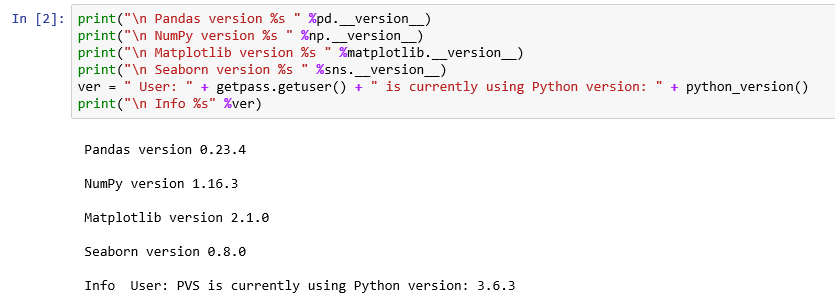 In [2]: print("\n Pandas version %s " %pd.__version__)
print("\n NumPy version %s " %np.__version__)
print("\n Matplotlib version %s " %matplotlib.__version__)
print("\n Seaborn version %s " %sns.__version__)
ver = " User: " + getpass.getuser() + " is currently using Python version: " + python_version()
print("\n Info %s" %ver)
Pandas version 0.23.4
NumPy version 1.16.3
Matplotlib version 2.1.0
Seaborn version 0.8.0
Info  User: PVS is currently using Python version: 3.6.3